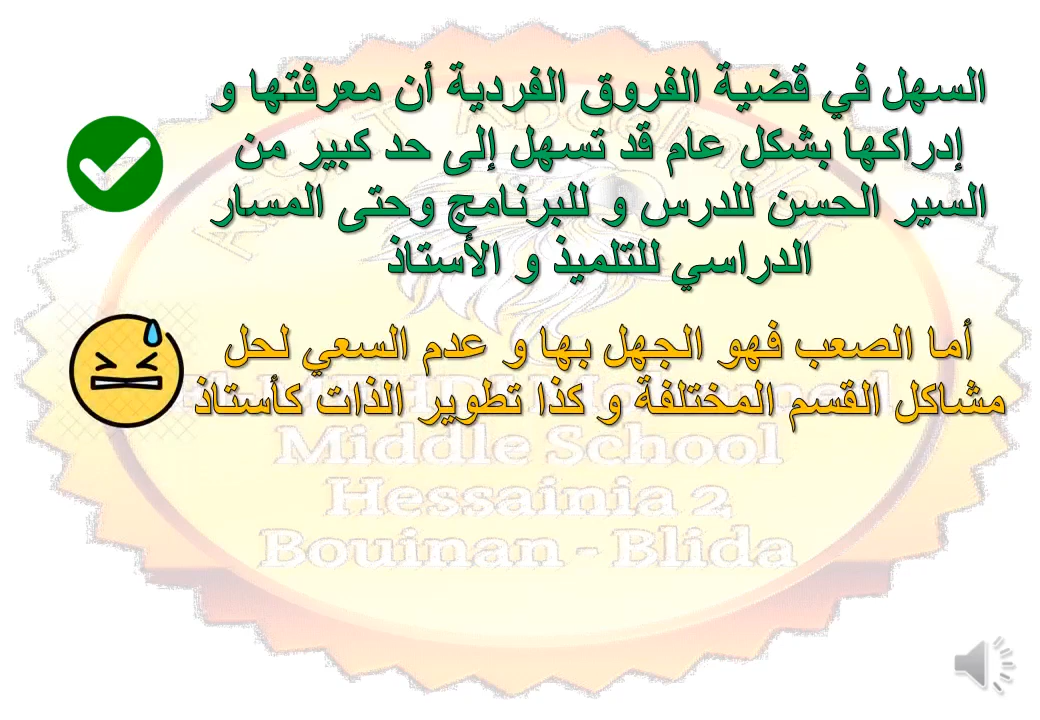 السهل في قضية الفروق الفردية أن معرفتها و
إدراكها بشكل عام قد تسهل إلى حد كبير من
السير الحسن للدرس و للبرنامج وحتى المسار
الدراسي للتلميذ و الأستاذ
أما الصعب فهو الجهل بها و عدم السعي لحل
مشاكل القسم المختلفة و كذا تطوير الذات كأستاذ
Middle School
Hessainia 2
Bouinan - Blida